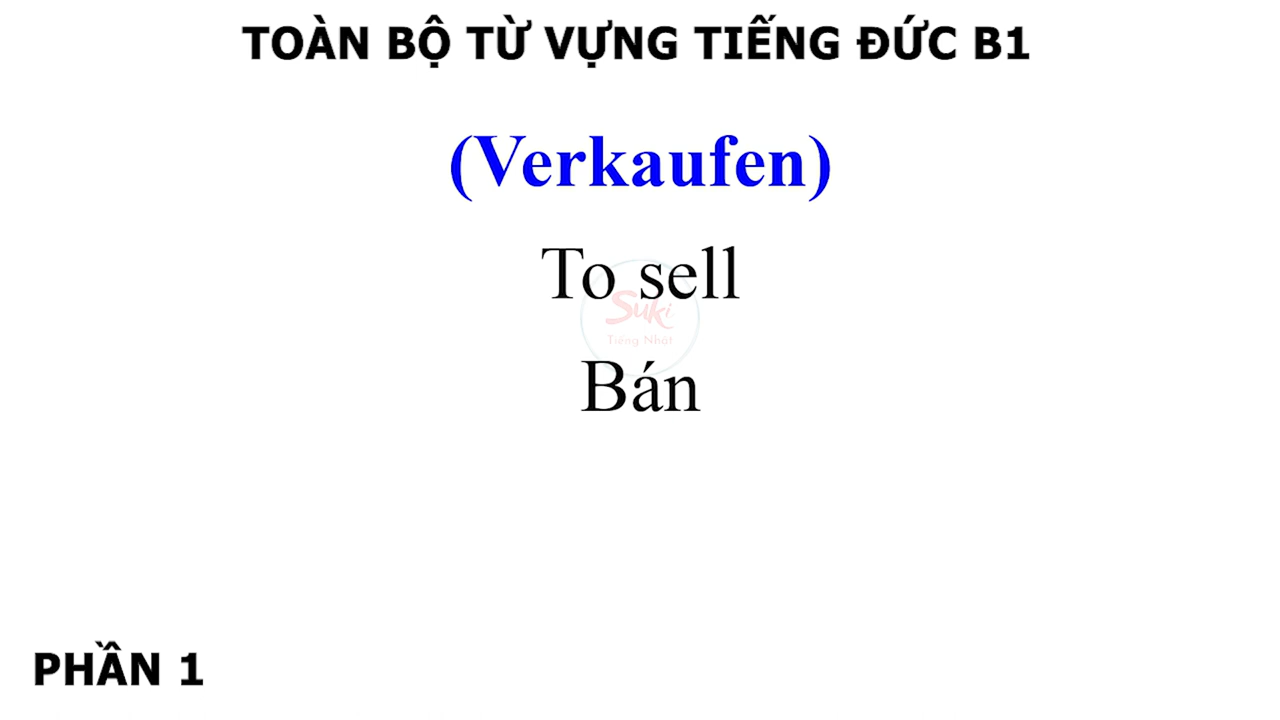 TOÀN BỘ TỪ VỰNG TIẾNG ĐỨC B1
(Verkaufen)
To sell
Suki
Tiếng Nhật
Bán
PHẦN 1